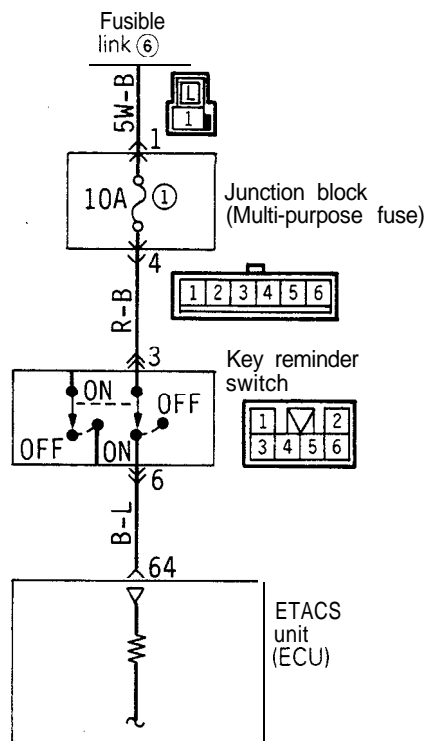 Fusible
link ⑥
5W-B
L
1
1
10A ①
Junction block
(Multi-purpose fuse)
4
1 2 3 4 5 6
R-B
3
Key reminder
switch
ON
OFF
OFF
ON
1 2
3 4 5 6
6
B-L
64
ETACS
unit
(ECU)